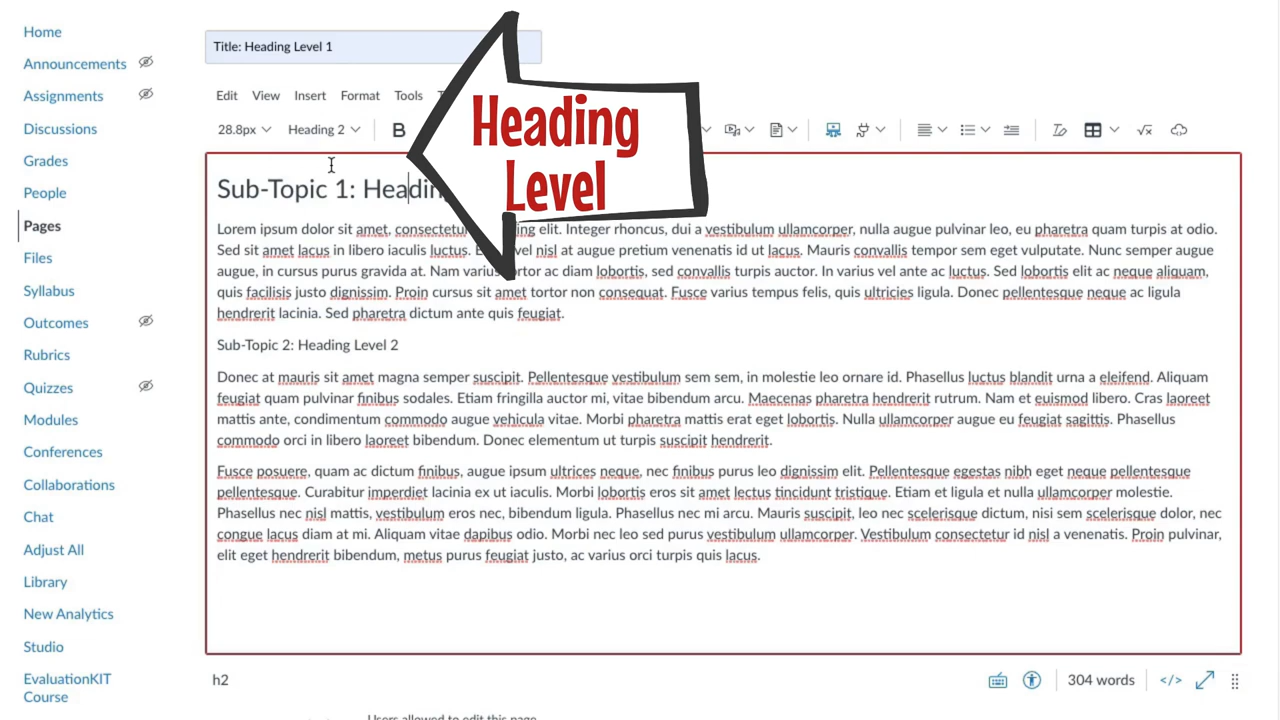 Home
Announcements
Assignments
Discussions
Grades
People
Pages
Files
Syllabus
Outcomes
Rubrics
Quizzes
Modules
Conferences
Collaborations
Chat
Adjust All
Library
New Analytics
Studio
EvaluationKIT
Course
Title: Heading Level 1
Edit View Insert Format Tools
28.8px Heading 2 B
Heading
Level
Sub-Topic 1:
Lorem ipsum dolor sit amet, elit. Integer rhoncus, dui a vestibulum ullamcorper, nulla augue pulvinar leo, eu pharetra quam turpis at odio.
Sed sit amet lacus in libero iaculis luctus. vel nisl at augue pretium venenatis id ut lacus. Mauris convallis tempor sem eget vulputate. Nunc semper augue
augue, in cursus purus gravida at. Nam varius ac diam lobortis, sed convallis turpis auctor. In varius vel ante ac luctus. Sed lobortis elit ac neque aliquam,
quis facilisis justo dignissim. Proin cursus sit amet tortor non consequat. Fusce varius tempus felis, quis ultricies ligula. Donec pellentesque neque ac ligula
hendrerit lacinia. Sed pharetra dictum ante quis feugiat.
Sub-Topic 2: Heading Level 2
Donec at mauris sit amet magna semper suscipit. Pellentesque vestibulum sem sem, in molestie leo ornare id. Phasellus luctus blandit urna a eleifend. Aliquam
feugiat quam pulvinar finibus sodales. Etiam fringilla auctor mi, vitae bibendum arcu. Maecenas pharetra hendrerit rutrum. Nam et euismod libero. Cras laoreet
mattis ante, condimentum commodo augue vehicula vitae. Morbi pharetra mattis erat eget lobortis. Nulla ullamcorper augue eu feugiat sagittis. Phasellus
commodo orci in libero laoreet bibendum. Donec elementum ut turpis suscipit hendrerit.
Fusce posuere, quam ac dictum finibus, augue ipsum ultrices neque, nec finibus purus leo dignissim elit. Pellentesque egestas nibh eget neque pellentesque
pellentesque. Curabitur imperdiet lacinia ex ut iaculis. Morbi lobortis eros sit amet lectus tincidunt tristique. Etiam et ligula et nulla ullamcorper molestie.
Phasellus nec nisl mattis, vestibulum eros nec, bibendum ligula. Phasellus nec mi arcu. Mauris suscipit, leo nec scelerisque dictum, nisi sem scelerisque dolor, nec
congue lacus diam at mi. Aliquam vitae dapibus odio. Morbi nec leo sed purus vestibulum ullamcorper. Vestibulum consectetur id nisl a venenatis. Proin pulvinar,
elit eget hendrerit bibendum, metus purus feugiat justo, ac varius orci turpis quis lacus.
h2
304 words
</>
Users allowed to edit this page